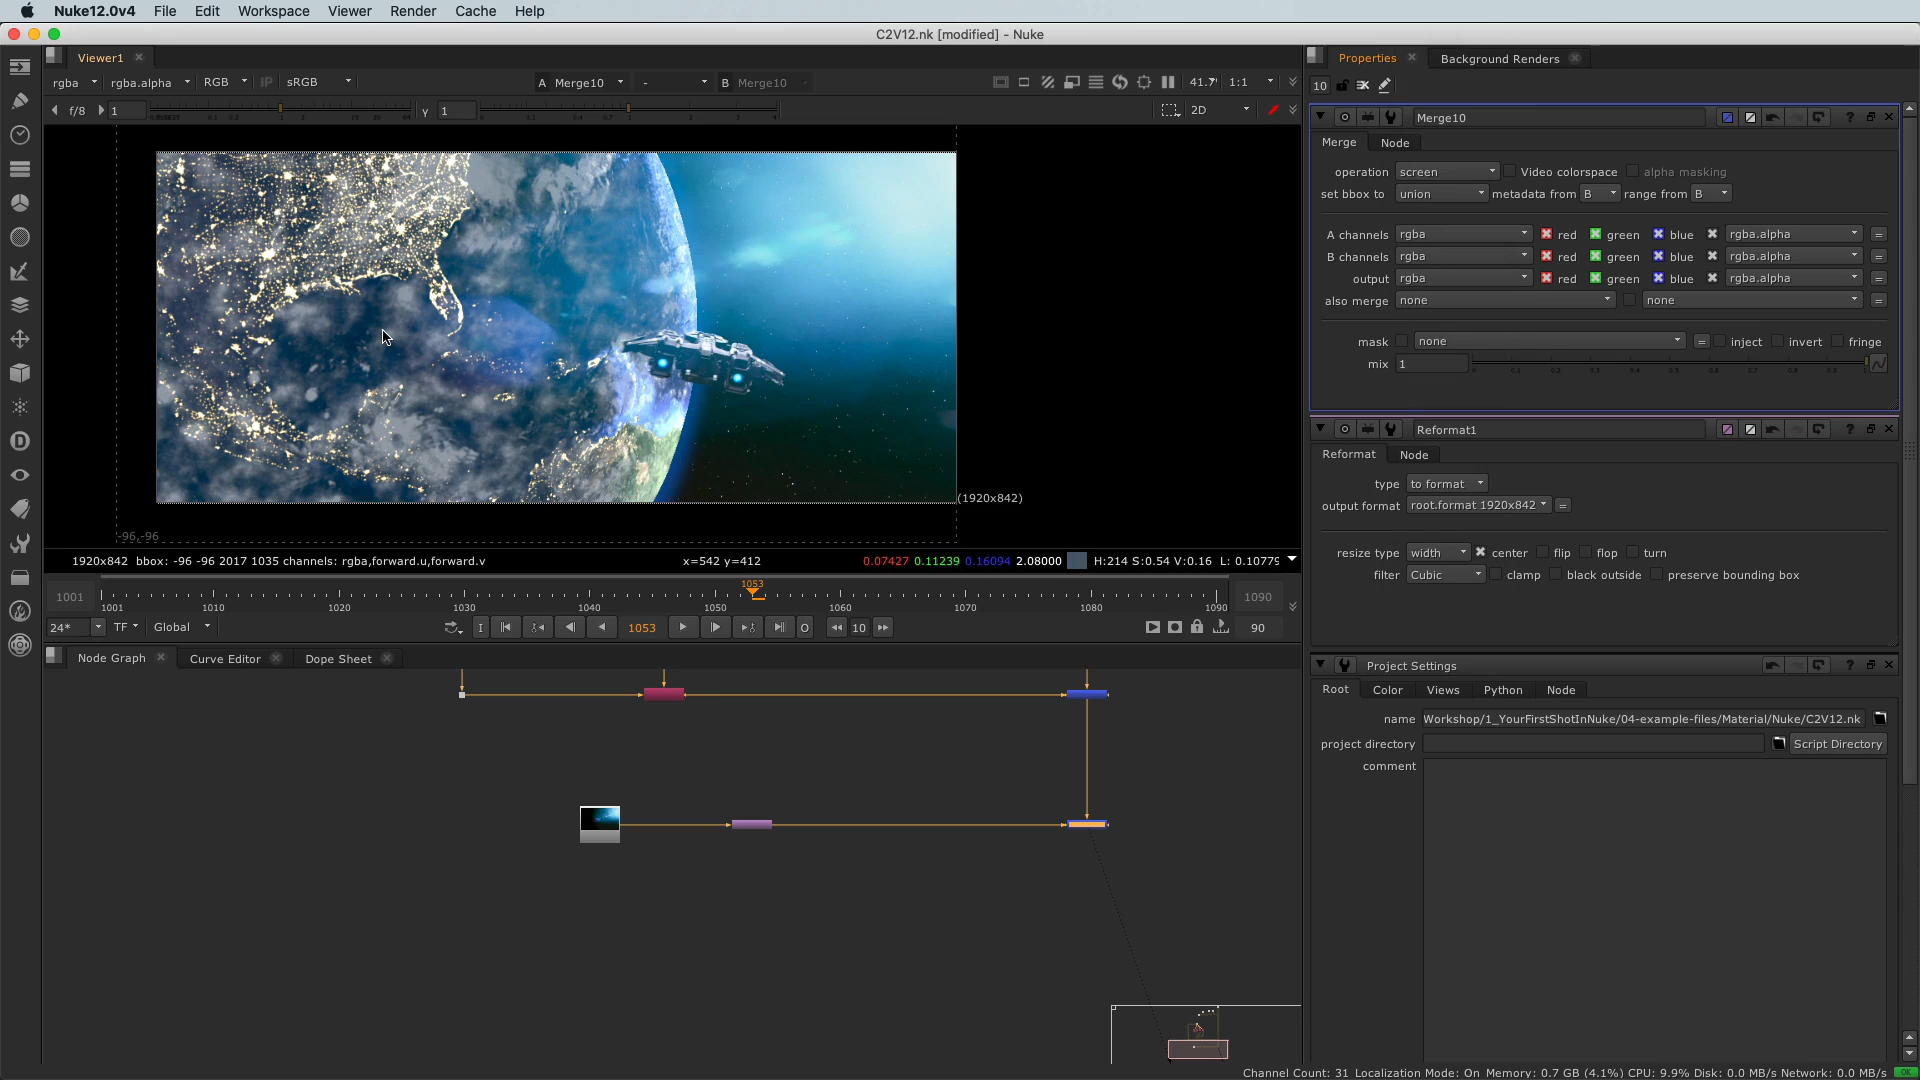 Nuke12.0v4 File Edit Workspace Viewer Render Cache Help
C2V12.nk [modified] - Nuke
Viewer1
rgba rgba.alpha RGB IP sRGB A Merge10 - B Merge10 41.7 1:1
f/8 1 γ 1 2D
(1920x842)
-96,-96
1920x842 bbox: -96 -96 2017 1035 channels: rgba,forward.u,forward.v x=542 y=412 0.07427 0.11239 0.16094 2.08000 H:214 S:0.54 V:0.16 L: 0.10779
1053
1001 1090
1001 1010 1020 1030 1040 1050 1060 1070 1080 1090
24* TF Global I 1053 O 10 90
Node Graph Curve Editor Dope Sheet
Properties Background Renders
10
Merge10
Merge Node
operation screen Video colorspace alpha masking
set bbox to union metadata from B range from B
A channels rgba red green blue rgba.alpha =
B channels rgba red green blue rgba.alpha =
output rgba red green blue rgba.alpha =
also merge none none =
mask none = inject invert fringe
mix 1
Reformat1
Reformat Node
type to format
output format root.format 1920x842 =
resize type width center flip flop turn
filter Cubic clamp black outside preserve bounding box
Project Settings
Root Color Views Python Node
name Workshop/1_YourFirstShotInNuke/04-example-files/Material/Nuke/C2V12.nk
project directory Script Directory
comment
Channel Count: 31 Localization Mode: On Memory: 0.7 GB (4.1%) CPU: 9.9% Disk: 0.0 MB/s Network: 0.0 MB/s OK